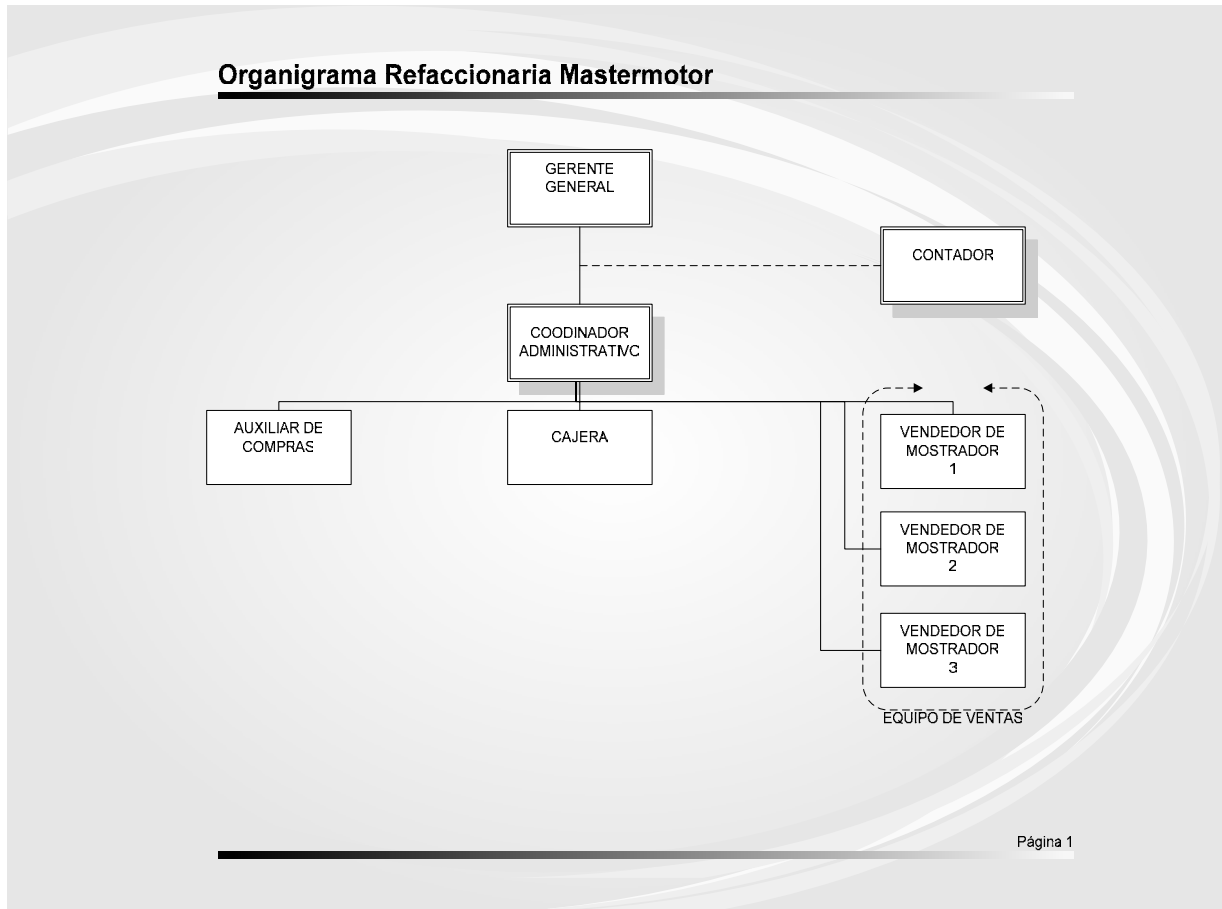 Organigrama Refaccionaria Mastermotor
GERENTE
GENERAL
CONTADOR
COODINADOR
ADMINISTRATIVO
AUXILIAR DE
COMPRAS
CAJERA
VENDEDOR DE
MOSTRADOR
1
VENDEDOR DE
MOSTRADOR
2
VENDEDOR DE
MOSTRADOR
3
EQUIPO DE VENTAS
Página 1